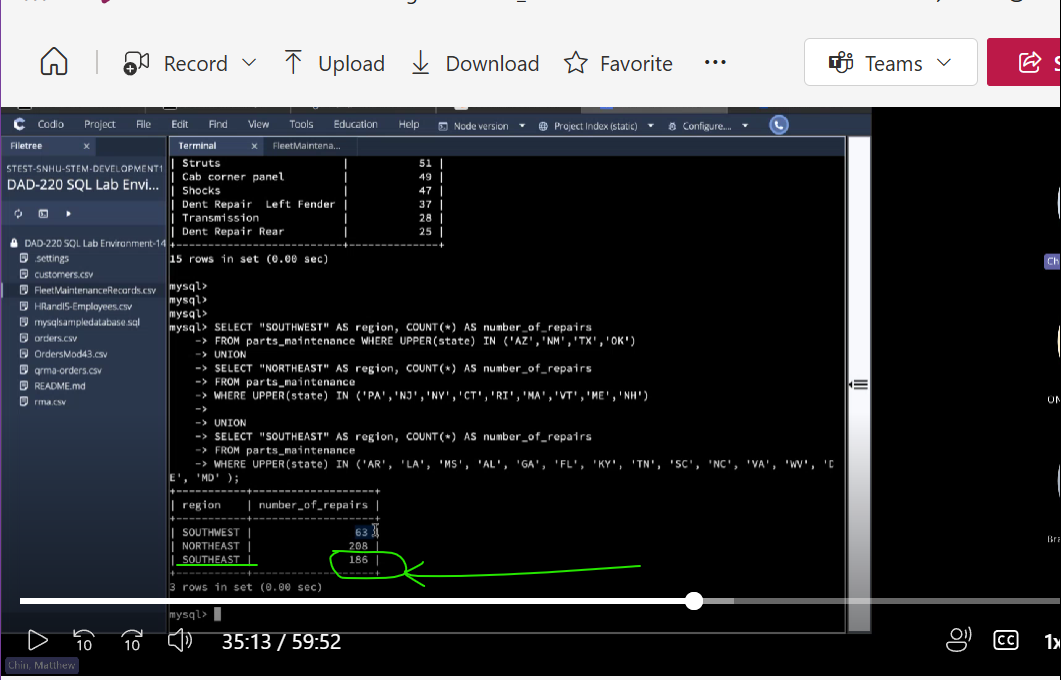 Record Upload Download Favorite ... Teams
Codio Project File Edit Find View Tools Education Help Node version Project Index (static) Configure...
Filetree x Terminal x FleetMaintena...
STEST-SNHU-STEM-DEVELOPMENT1
DAD-220 SQL Lab Envi...
DAD-220 SQL Lab Environment-14
.settings
customers.csv
FleetMaintenanceRecords.csv
HRandIS-Employees.csv
mysqlsampledatabase.sql
orders.csv
OrdersMod43.csv
qrma-orders.csv
README.md
rma.csv
| Struts | 51 |
| Cab corner panel | 49 |
| Shocks | 47 |
| Dent Repair Left Fender | 37 |
| Transmission | 28 |
| Dent Repair Rear | 25 |
+---------------------------+--------------+
15 rows in set (0.00 sec)
mysql>
mysql>
mysql>
mysql> SELECT "SOUTHWEST" AS region, COUNT(*) AS number_of_repairs
-> FROM parts_maintenance WHERE UPPER(state) IN ('AZ','NM','TX','OK')
-> UNION
-> SELECT "NORTHEAST" AS region, COUNT(*) AS number_of_repairs
-> FROM parts_maintenance
-> WHERE UPPER(state) IN ('PA','NJ','NY','CT','RI','MA','VT','ME','NH')
->
-> UNION
-> SELECT "SOUTHEAST" AS region, COUNT(*) AS number_of_repairs
-> FROM parts_maintenance
-> WHERE UPPER(state) IN ('AR', 'LA', 'MS', 'AL', 'GA', 'FL', 'KY', 'TN', 'SC', 'NC', 'VA', 'WV', 'D
E', 'MD' );
+-----------+-------------------+
| region | number_of_repairs |
+-----------+-------------------+
| SOUTHWEST | 63 |
| NORTHEAST | 208 |
| SOUTHEAST | 186 |
+-----------+-------------------+
3 rows in set (0.00 sec)
mysql>
10 10 35:13 / 59:52 CC 1x
Chin, Matthew
Ch